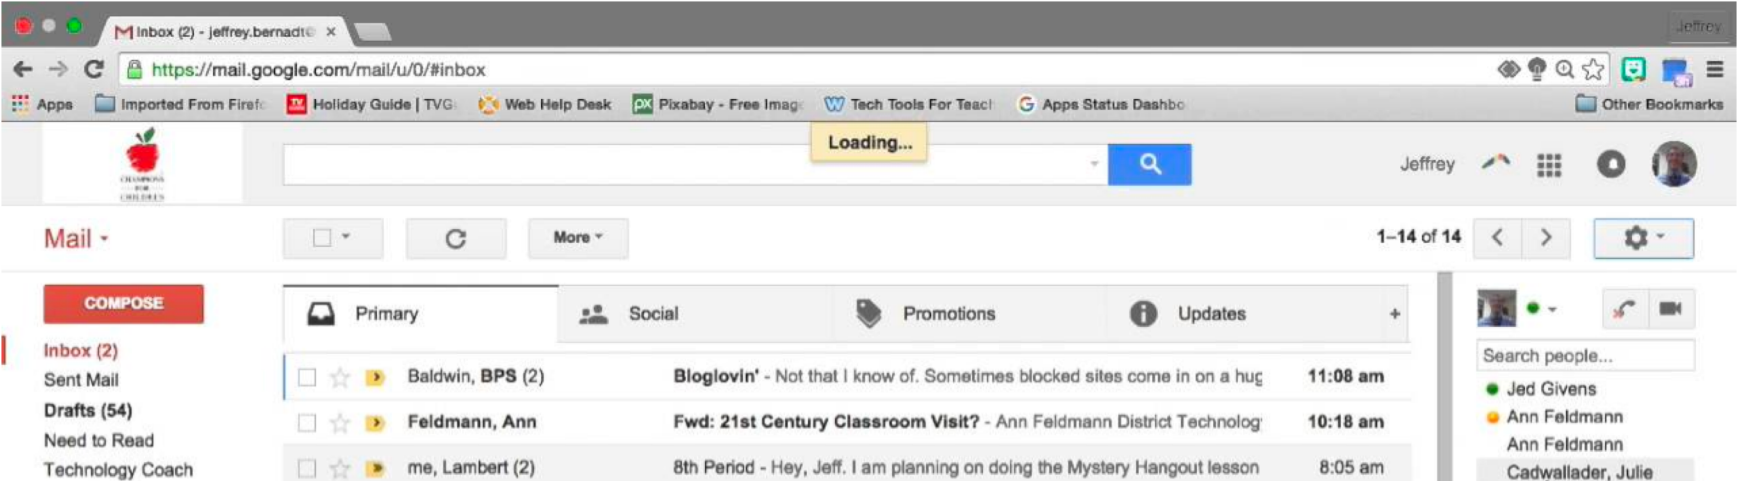 Jeffrey
Inbox (2) - jeffrey.bernadt@ ×
https://mail.google.com/mail/u/0/#inbox
Apps Imported From Firefo Holiday Guide | TVG Web Help Desk Pixabay - Free Imag Tech Tools For Teach Apps Status Dashbo Other Bookmarks
Loading...
CHAMPIONS
FOR
CHILDREN
Jeffrey
Mail More 1–14 of 14
COMPOSE
Primary Social Promotions Updates +
Inbox (2)
Sent Mail
Drafts (54)
Need to Read
Technology Coach
Baldwin, BPS (2) Bloglovin' - Not that I know of. Sometimes blocked sites come in on a hug 11:08 am
Feldmann, Ann Fwd: 21st Century Classroom Visit? - Ann Feldmann District Technolog 10:18 am
me, Lambert (2) 8th Period - Hey, Jeff. I am planning on doing the Mystery Hangout lesson 8:05 am
Search people...
Jed Givens
Ann Feldmann
Ann Feldmann
Cadwallader, Julie